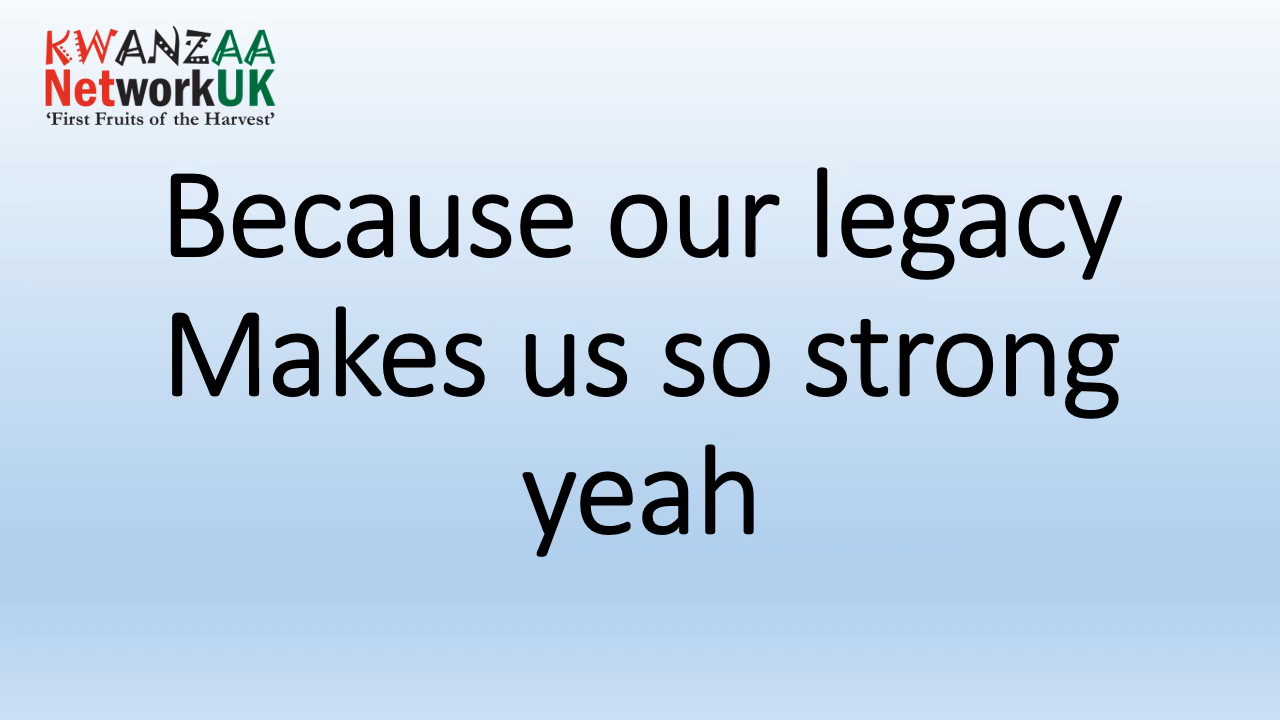 KWANZAA
NetworkUK
‘First Fruits of the Harvest’
Because our legacy
Makes us so strong
yeah